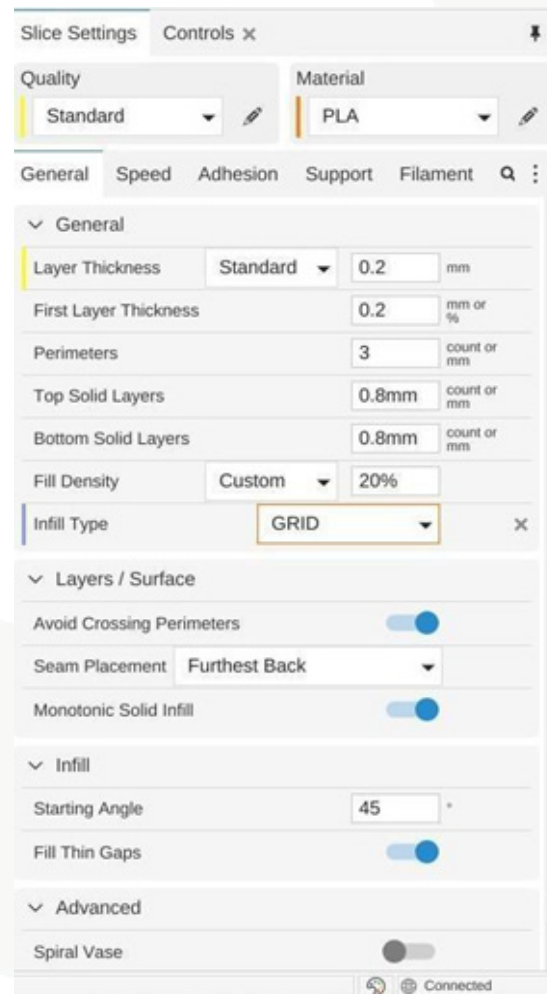 Slice Settings Controls ×
Quality Material
Standard PLA
General Speed Adhesion Support Filament
General
Layer Thickness Standard 0.2 mm
First Layer Thickness 0.2 mm or %
Perimeters 3 count or mm
Top Solid Layers 0.8mm count or mm
Bottom Solid Layers 0.8mm count or mm
Fill Density Custom 20%
Infill Type GRID ×
Layers / Surface
Avoid Crossing Perimeters
Seam Placement Furthest Back
Monotonic Solid Infill
Infill
Starting Angle 45 °
Fill Thin Gaps
Advanced
Spiral Vase
Connected